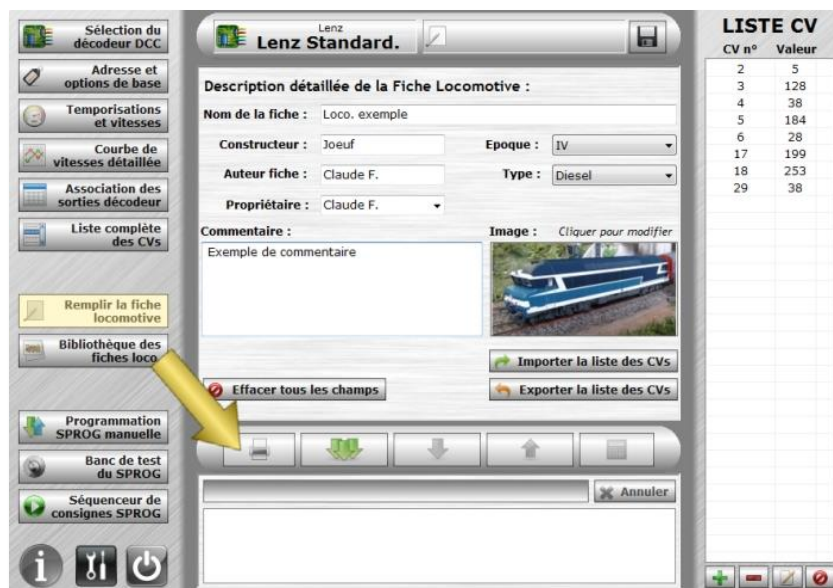 Sélection du
décodeur DCC
Adresse et
options de base
Temporisations
et vitesses
Courbe de
vitesses détaillée
Association des
sorties décodeur
Liste complète
des CVs
Remplir la fiche
locomotive
Bibliothèque des
fiches loco
Programmation
SPROG manuelle
Banc de test
du SPROG
Séquenceur de
consignes SPROG
Lenz
Lenz Standard.
Description détaillée de la Fiche Locomotive :
Nom de la fiche : Loco. exemple
Constructeur : Joeuf Epoque : IV
Auteur fiche : Claude F. Type : Diesel
Propriétaire : Claude F.
Commentaire : Image : Cliquer pour modifier
Exemple de commentaire
Importer la liste des CVs
Effacer tous les champs Exporter la liste des CVs
Annuler
LISTE CV
CV n° Valeur
2 5
3 128
4 38
5 184
6 28
17 199
18 253
29 38